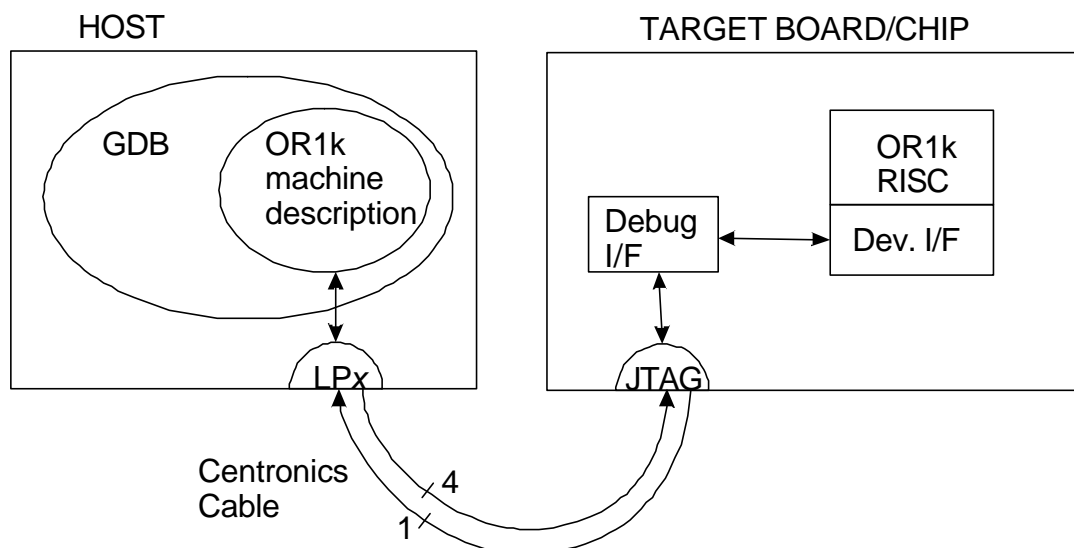 HOST
TARGET BOARD/CHIP
GDB
OR1k
machine
description
OR1k
RISC
Debug
I/F
Dev. I/F
LPx
JTAG
Centronics
Cable
4
1